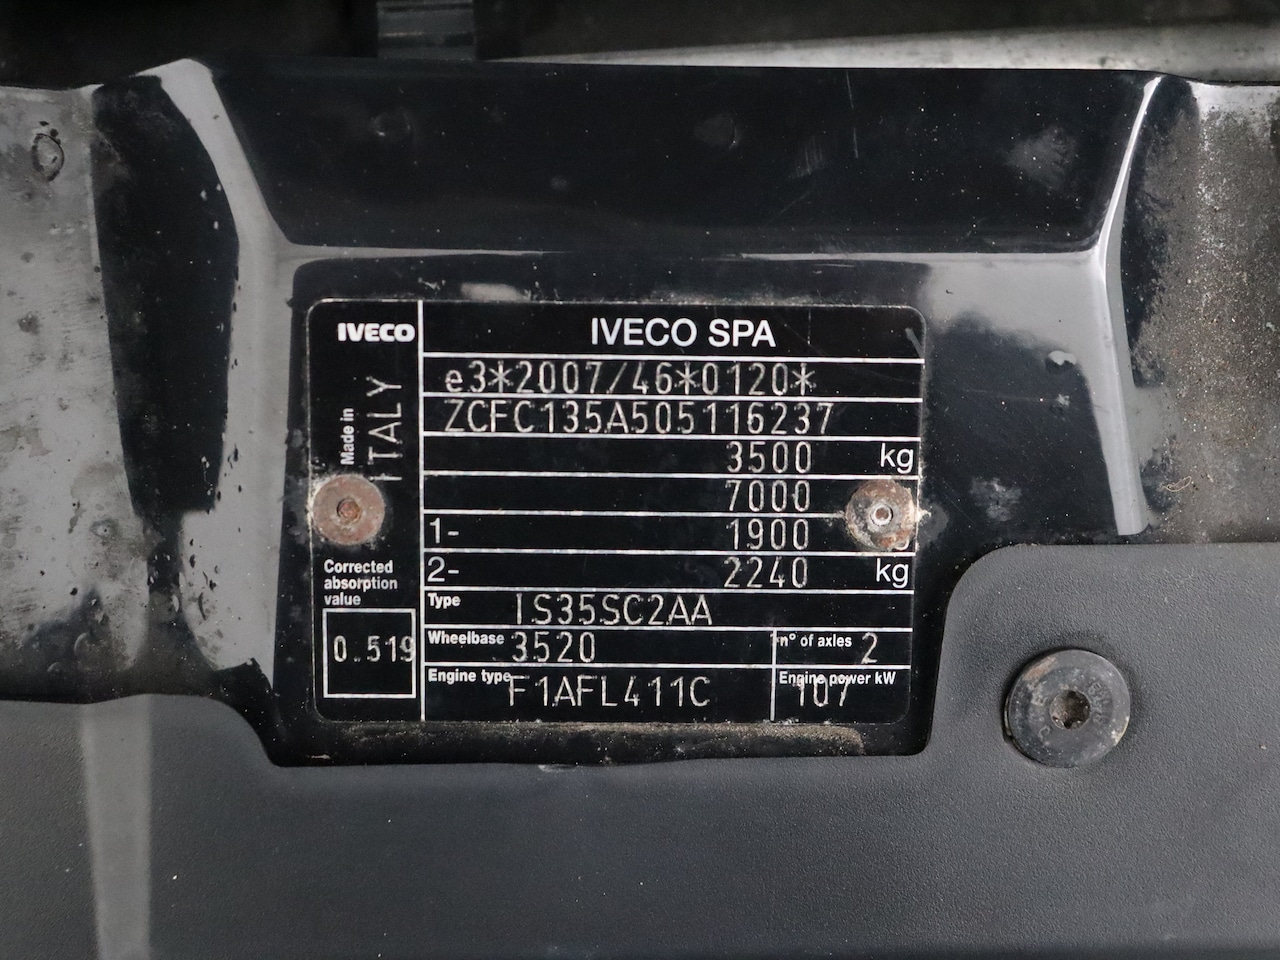 IVECO
IVECO SPA
Made in
ITALY
e3*2007/46*0120*
ZCFC135A505116237
3500 kg
7000
1- 1900
2- 2240 kg
Corrected
absorption
value
0.519
Type IS35SC2AA
Wheelbase 3520 n° of axles 2
Engine type F1AFL411C Engine power kW 107